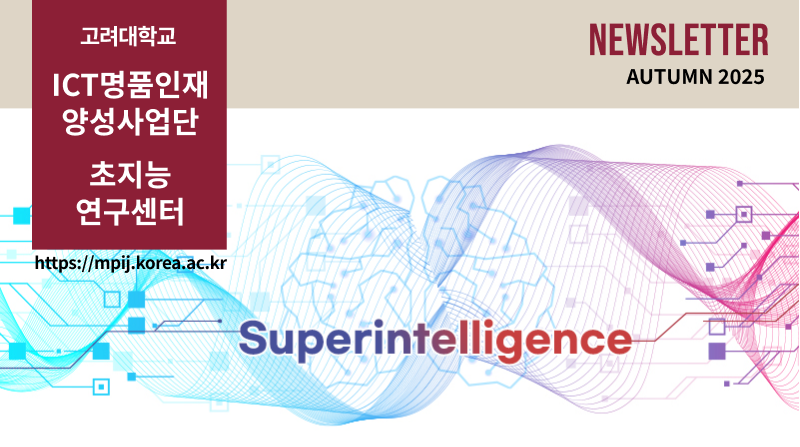 고려대학교
ICT명품인재
양성사업단
초지능
연구센터
https://mpij.korea.ac.kr
NEWSLETTER
AUTUMN 2025
Superintelligence